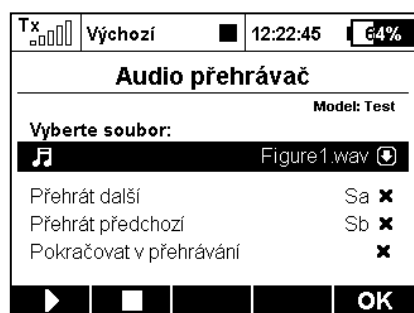 Tx Výchozí 12:22:45 64%
Audio přehrávač
Model: Test
Vyberte soubor:
Figure1.wav
Přehrát další Sa
Přehrát předchozí Sb
Pokračovat v přehrávání
OK